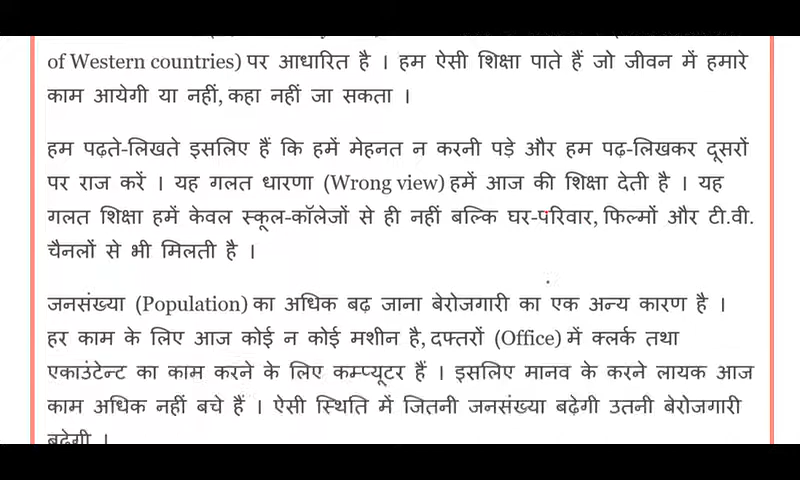 of Western countries) पर आधारित है । हम ऐसी शिक्षा पाते हैं जो जीवन में हमारे
काम आयेगी या नहीं, कहा नहीं जा सकता ।
हम पढ़ते-लिखते इसलिए हैं कि हमें मेहनत न करनी पड़े और हम पढ़-लिखकर दूसरों
पर राज करें । यह गलत धारणा (Wrong view) हमें आज की शिक्षा देती है । यह
गलत शिक्षा हमें केवल स्कूल-कॉलेजों से ही नहीं बल्कि घर-परिवार, फिल्मों और टी.वी.
चैनलों से भी मिलती है ।
जनसंख्या (Population) का अधिक बढ़ जाना बेरोजगारी का एक अन्य कारण है ।
हर काम के लिए आज कोई न कोई मशीन है, दफ्तरों (Office) में क्लर्क तथा
एकाउंटेन्ट का काम करने के लिए कम्प्यूटर हैं । इसलिए मानव के करने लायक आज
काम अधिक नहीं बचे हैं । ऐसी स्थिति में जितनी जनसंख्या बढ़ेगी उतनी बेरोजगारी
बढ़ेगी ।